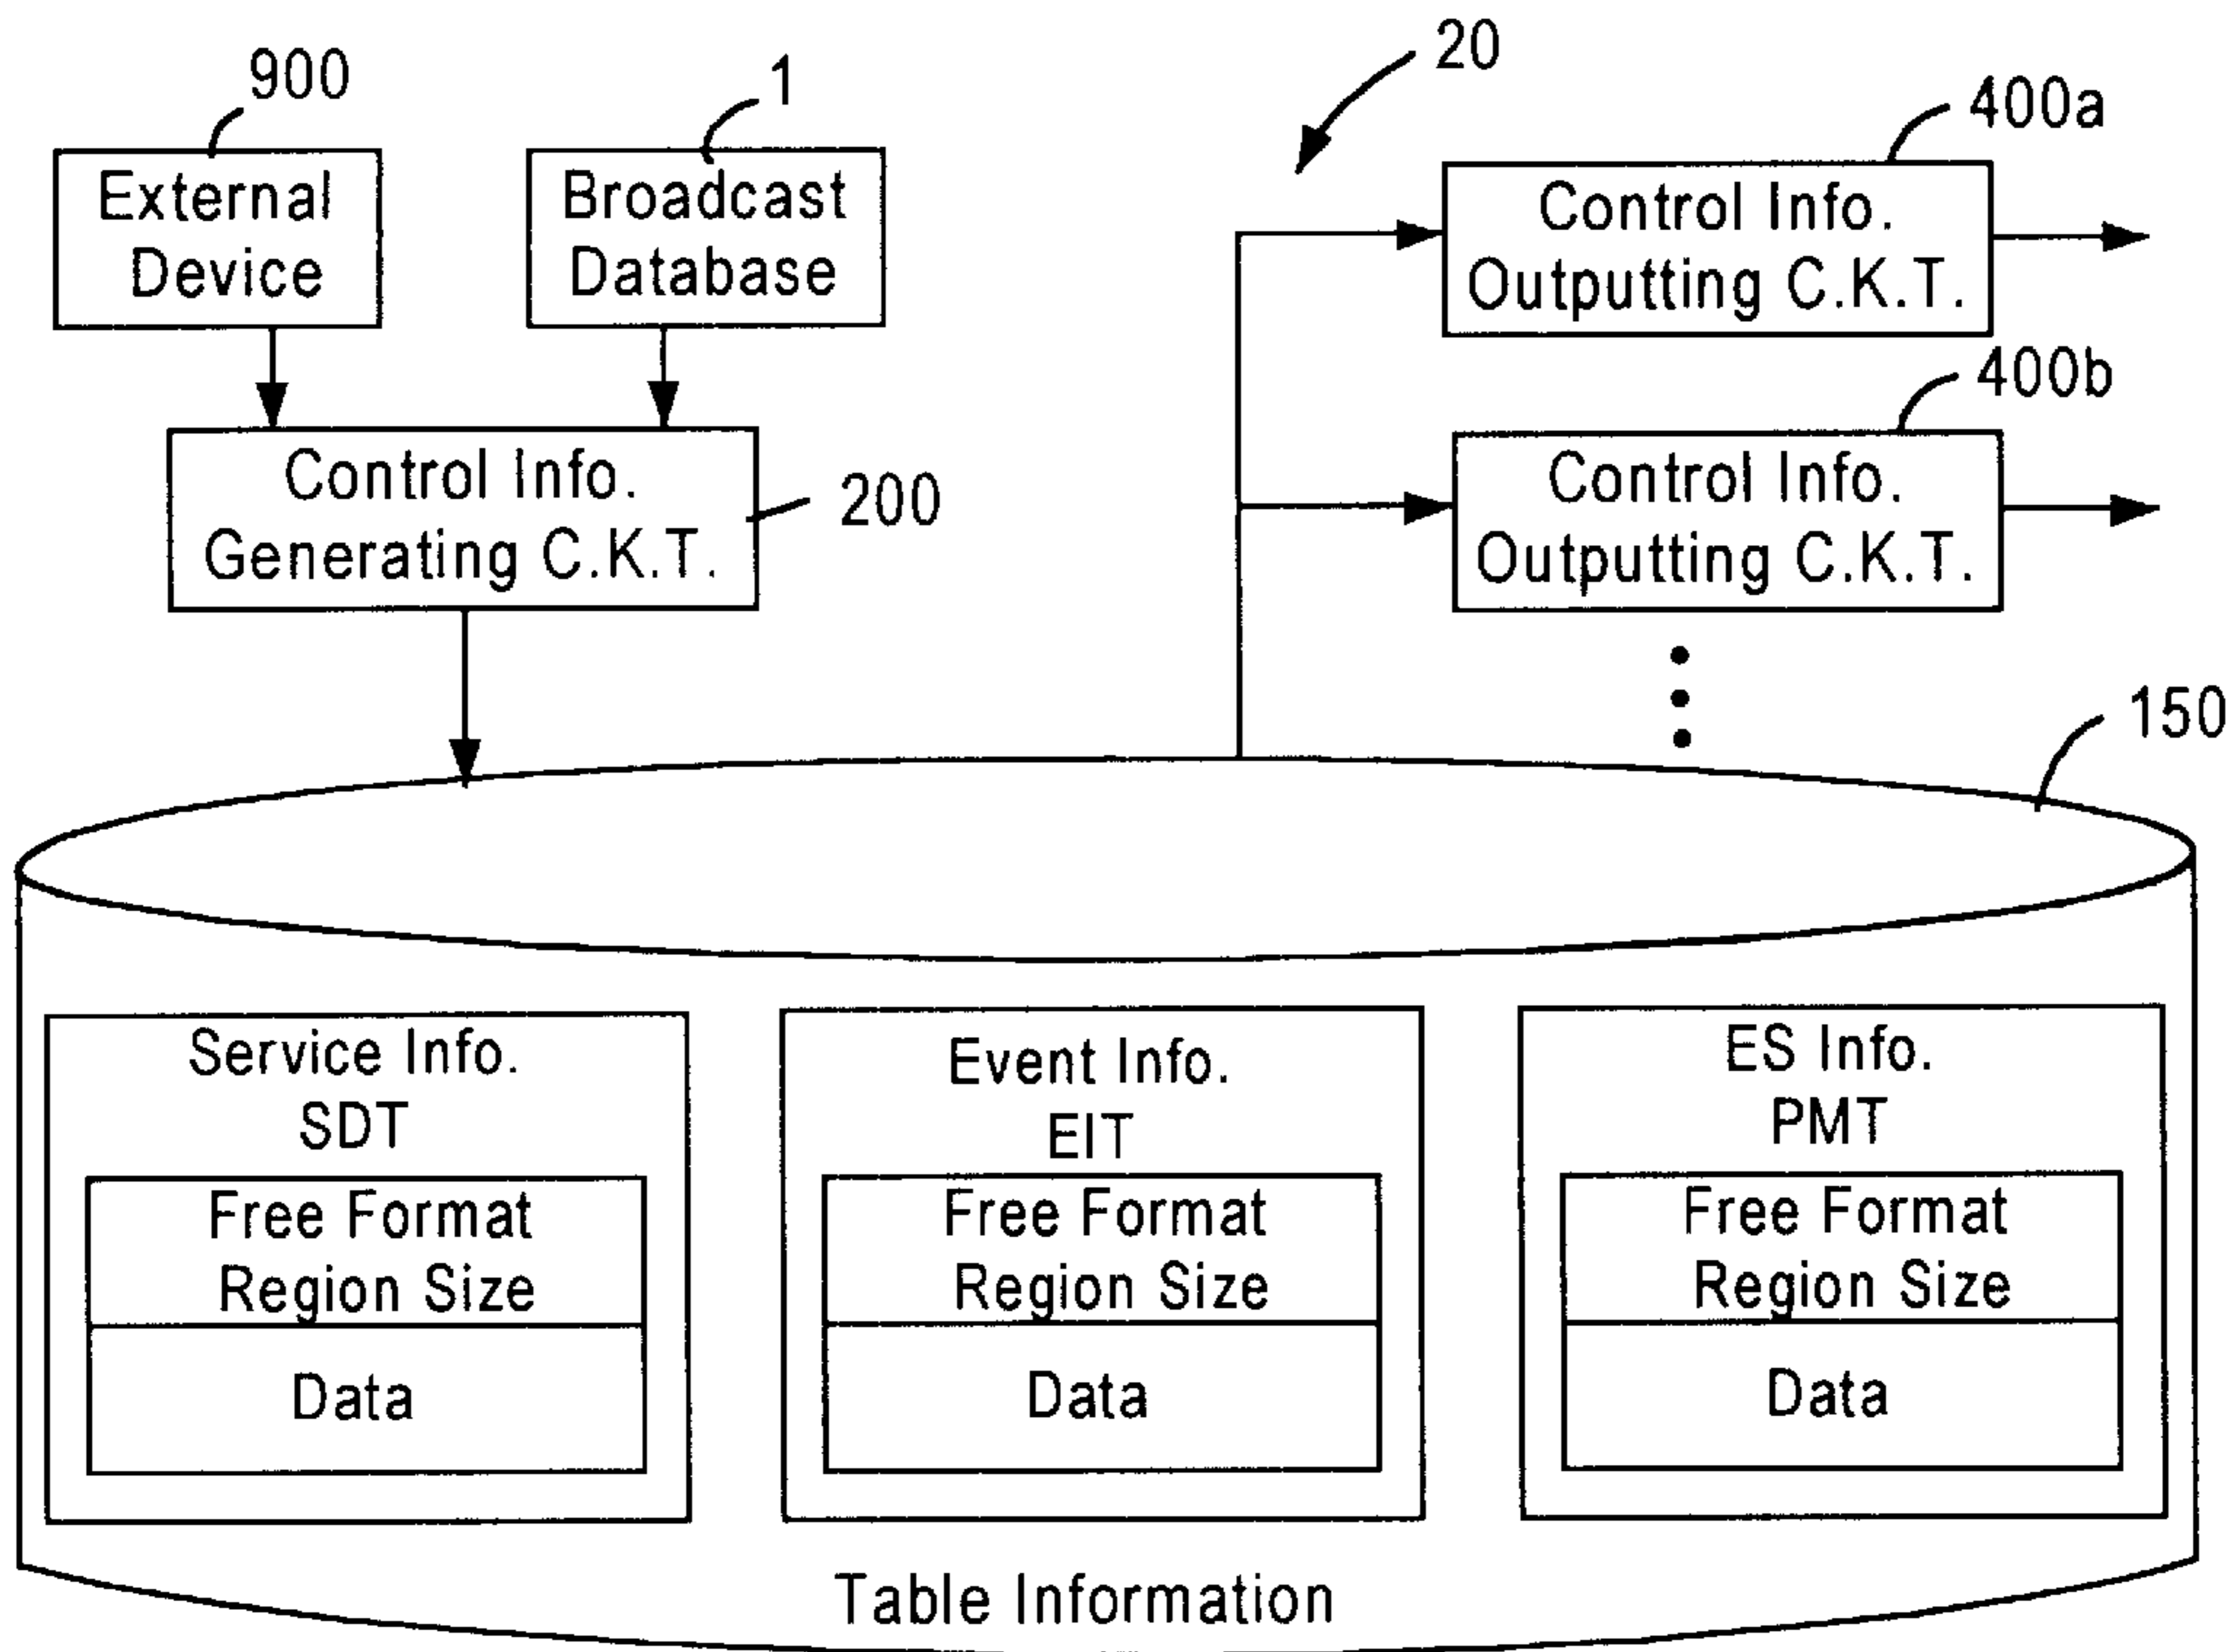 900
1
20
400a
External
Device
Broadcast
Database
Control Info.
Outputting C.K.T.
400b
Control Info.
Generating C.K.T.
200
Control Info.
Outputting C.K.T.
150
Service Info.
SDT
Free Format
Region Size
Data
Event Info.
EIT
Free Format
Region Size
Data
ES Info.
PMT
Free Format
Region Size
Data
Table Information